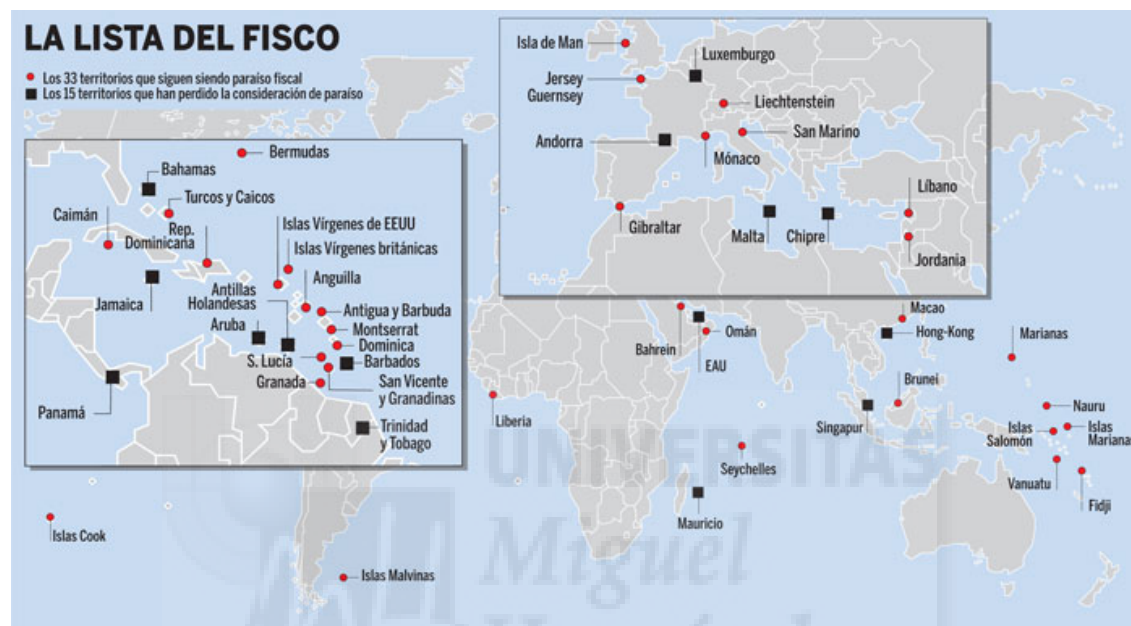 LA LISTA DEL FISCO
Los 33 territorios que siguen siendo paraíso fiscal
Los 15 territorios que han perdido la consideración de paraíso
Bermudas
Bahamas
Turcos y Caicos
Caimán
Rep.
Dominicana
Islas Vírgenes de EEUU
Islas Vírgenes británicas
Anguilla
Jamaica
Antillas
Holandesas
Aruba
Antigua y Barbuda
Montserrat
Dominica
S. Lucía
Barbados
Granada
San Vicente
y Granadinas
Panamá
Trinidad
y Tobago
Isla de Man
Luxemburgo
Jersey
Guernsey
Liechtenstein
Andorra
San Marino
Mónaco
Líbano
Gibraltar
Malta
Chipre
Jordania
Macao
Bahrein
Omán
Hong-Kong
Marianas
EAU
Liberia
Brunei
Singapur
Nauru
Islas
Salomón
Islas
Marianas
Seychelles
Vanuatu
Fidji
Mauricio
Islas Cook
Islas Malvinas
UNIVERSITAS
Miguel